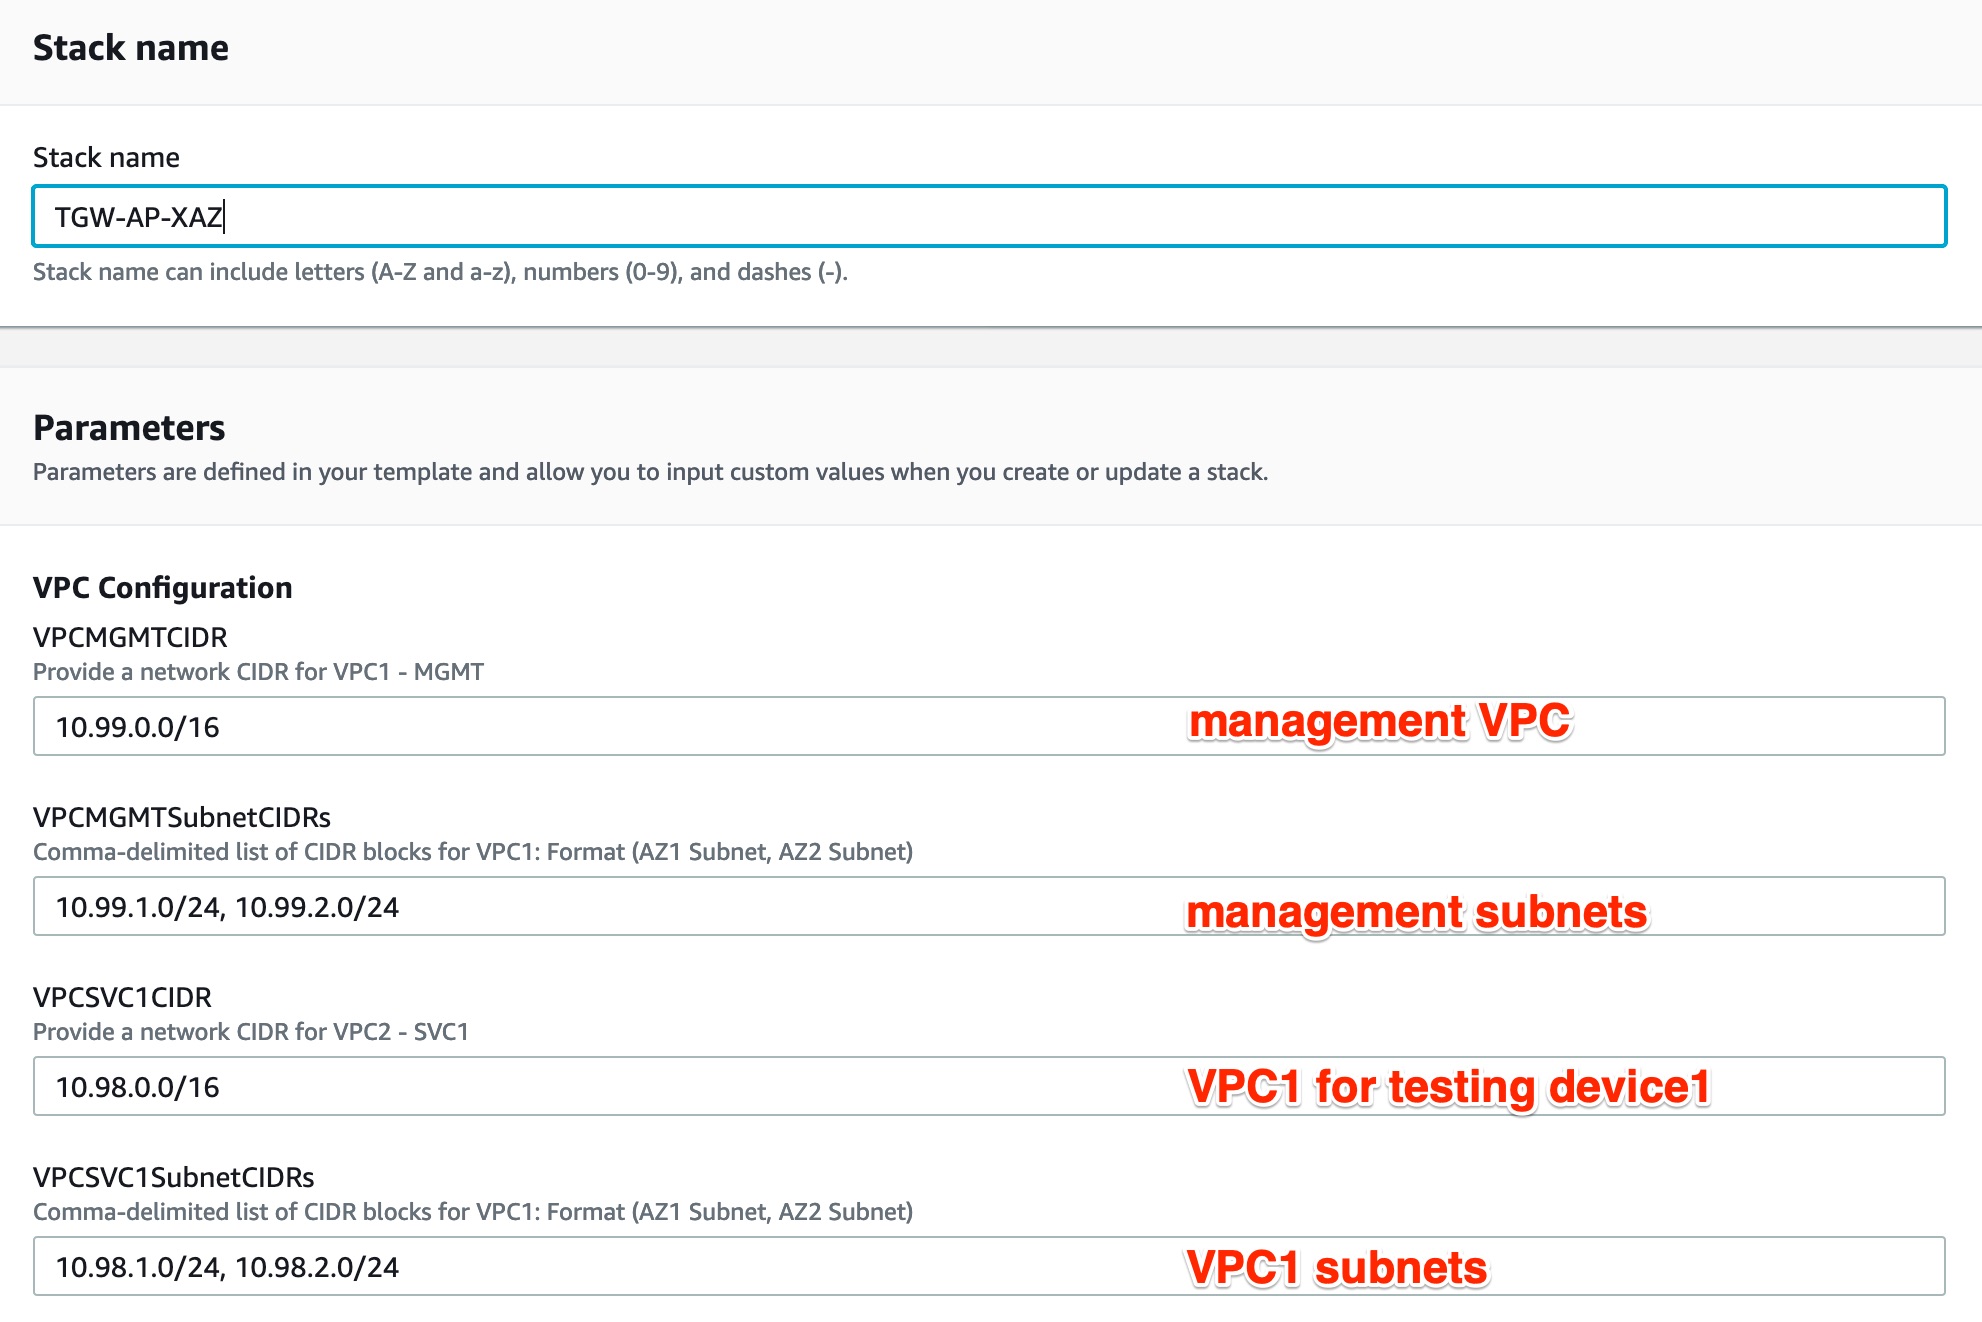 Stack name
Stack name
TGW-AP-XAZ
Stack name can include letters (A-Z and a-z), numbers (0-9), and dashes (-).
Parameters
Parameters are defined in your template and allow you to input custom values when you create or update a stack.
VPC Configuration
VPCMGMTCIDR
Provide a network CIDR for VPC1 - MGMT
10.99.0.0/16 management VPC
VPCMGMTSubnetCIDRs
Comma-delimited list of CIDR blocks for VPC1: Format (AZ1 Subnet, AZ2 Subnet)
10.99.1.0/24, 10.99.2.0/24 management subnets
VPCSVC1CIDR
Provide a network CIDR for VPC2 - SVC1
10.98.0.0/16 VPC1 for testing device1
VPCSVC1SubnetCIDRs
Comma-delimited list of CIDR blocks for VPC1: Format (AZ1 Subnet, AZ2 Subnet)
10.98.1.0/24, 10.98.2.0/24 VPC1 subnets